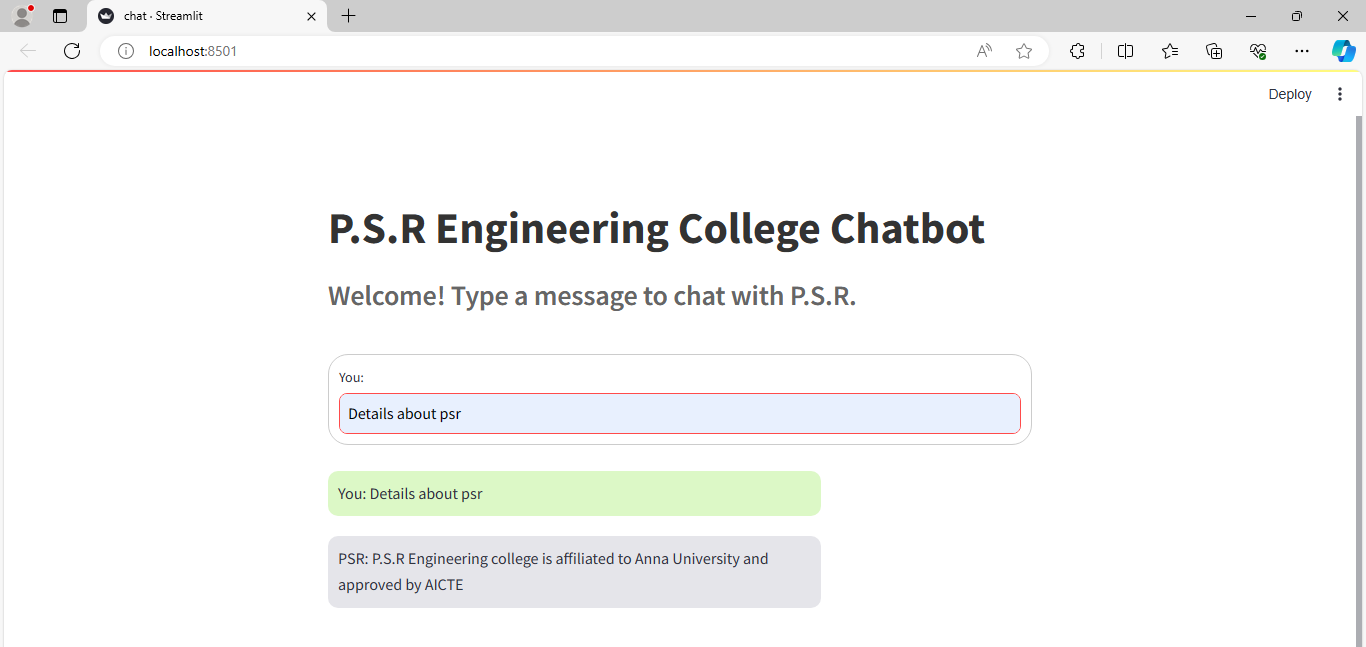 chat · Streamlit
localhost:8501
Deploy
P.S.R Engineering College Chatbot
Welcome! Type a message to chat with P.S.R.
You:
Details about psr
You: Details about psr
PSR: P.S.R Engineering college is affiliated to Anna University and
approved by AICTE